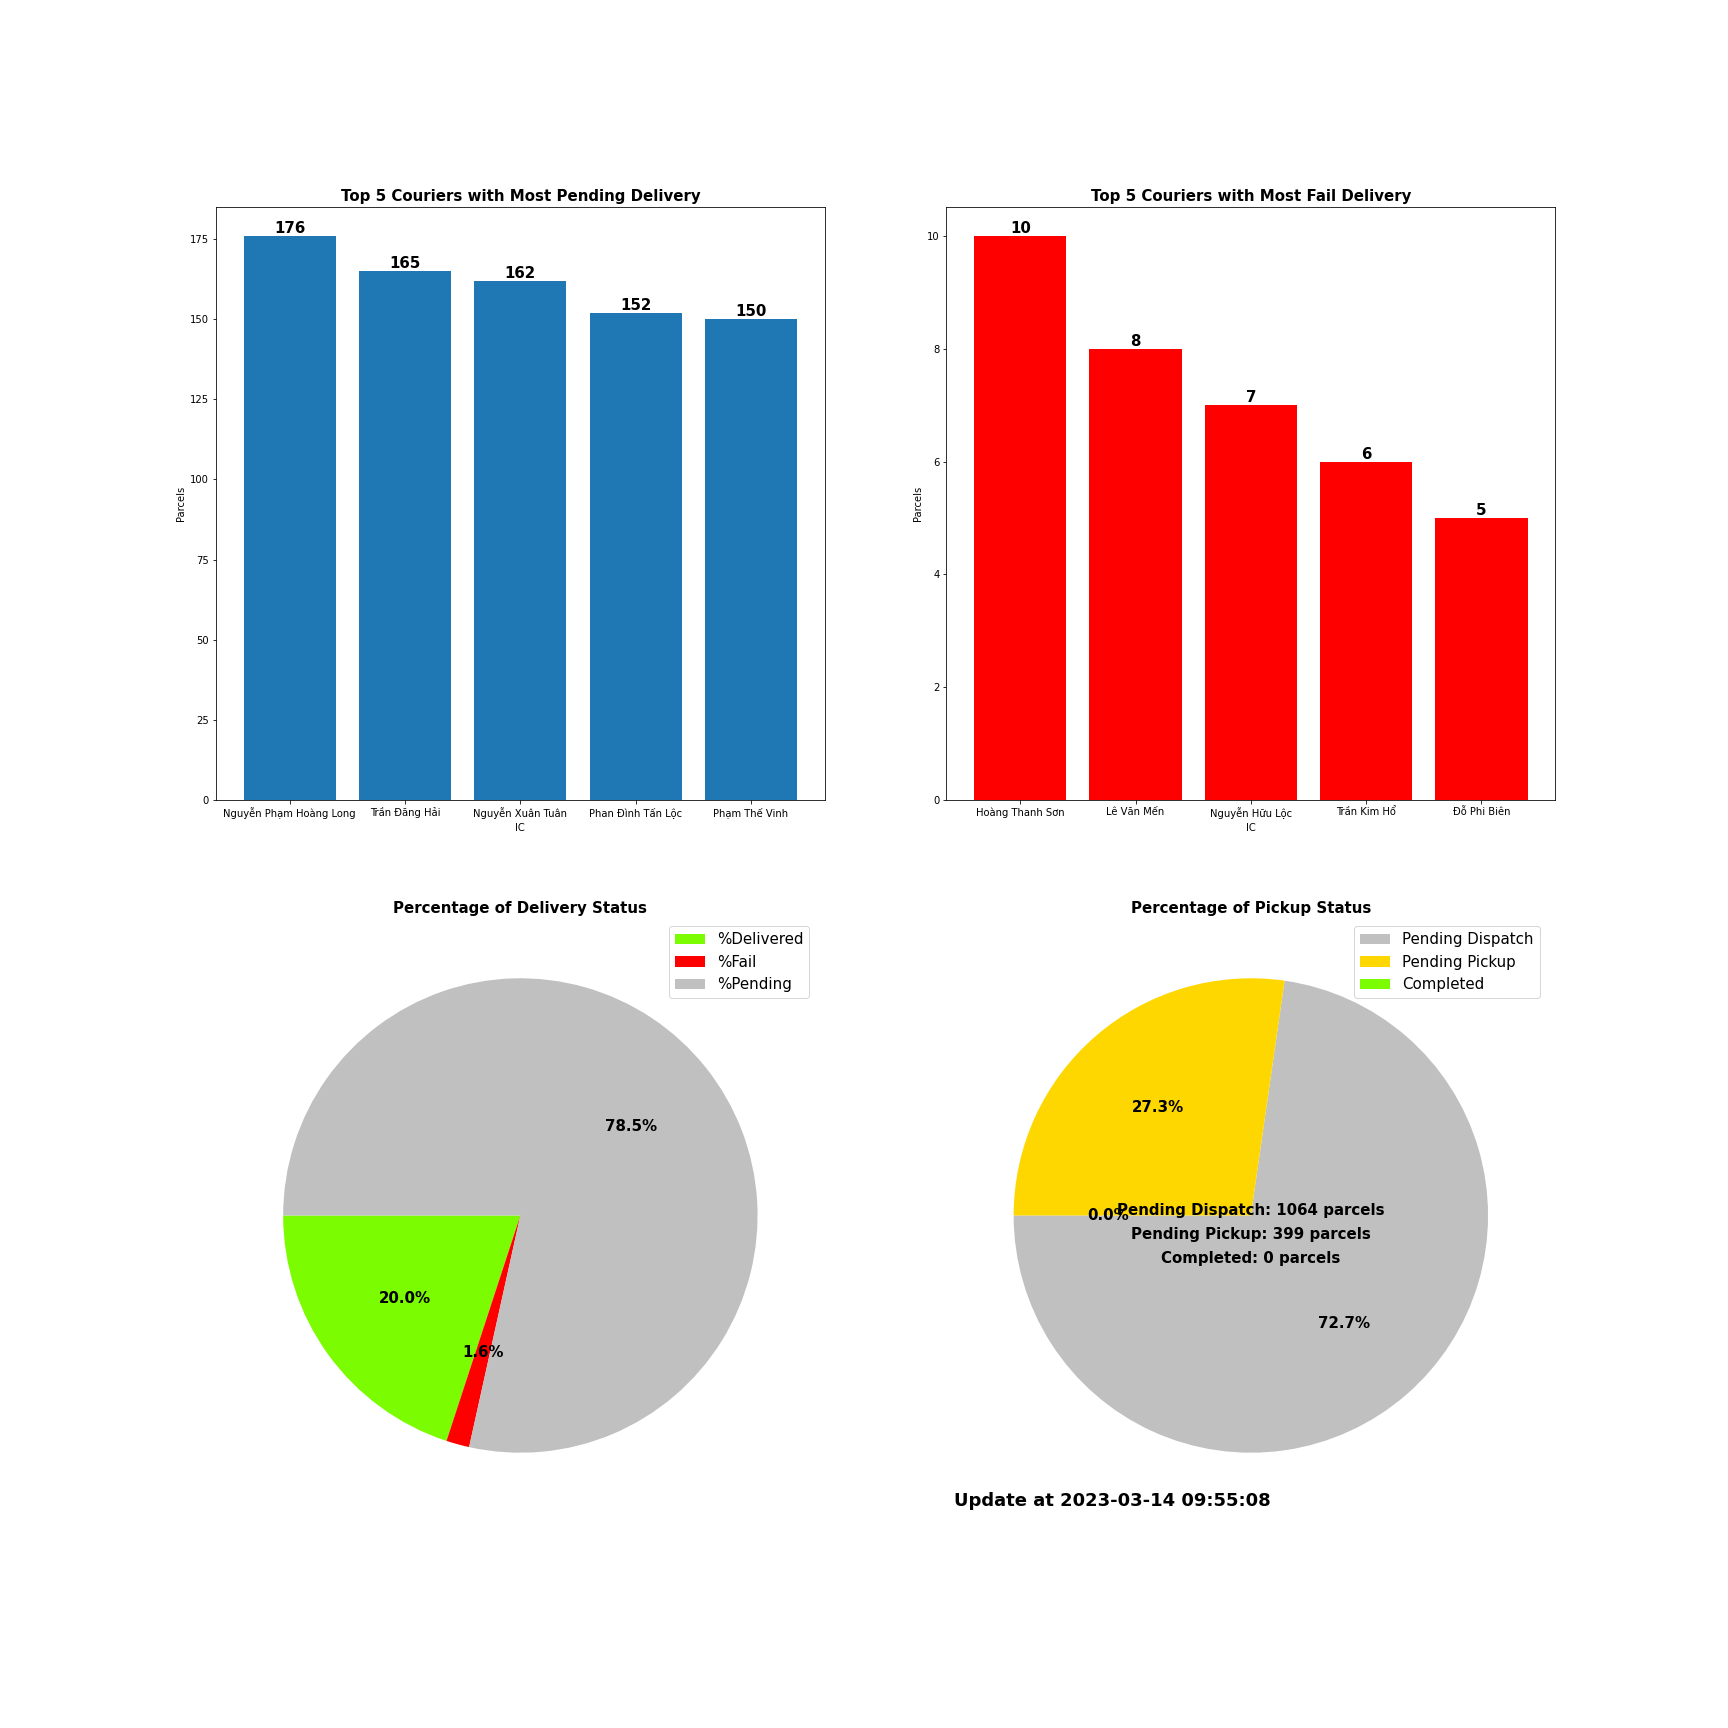 Top 5 Couriers with Most Pending Delivery
176
165
162
152
150
175
150
125
100
75
50
25
0
Parcels
Nguyễn Phạm Hoàng Long
Trần Đăng Hải
Nguyễn Xuân Tuân
Phan Đình Tấn Lộc
Phạm Thế Vinh
IC
Top 5 Couriers with Most Fail Delivery
10
8
7
6
5
10
8
6
4
2
0
Parcels
Hoàng Thanh Sơn
Lê Văn Mến
Nguyễn Hữu Lộc
Trần Kim Hổ
Đỗ Phi Biên
IC
Percentage of Delivery Status
%Delivered
%Fail
%Pending
78.5%
20.0%
1.6%
Percentage of Pickup Status
Pending Dispatch
Pending Pickup
Completed
27.3%
0.0%
Pending Dispatch: 1064 parcels
Pending Pickup: 399 parcels
Completed: 0 parcels
72.7%
Update at 2023-03-14 09:55:08